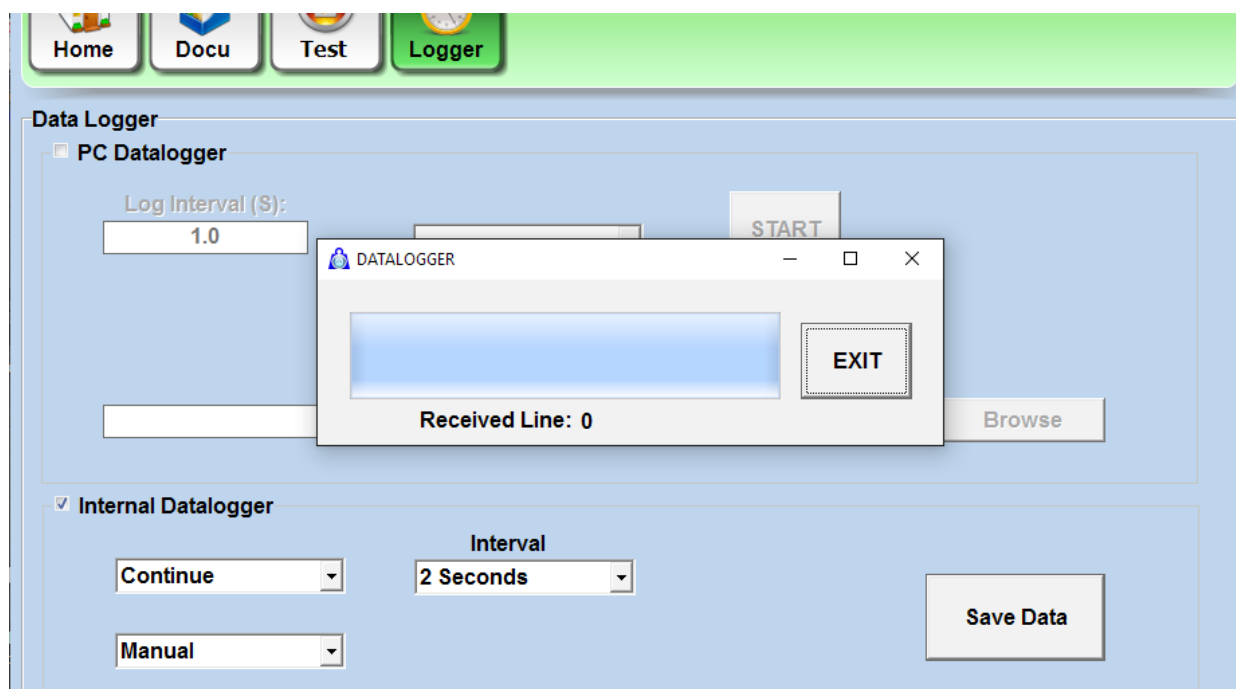 Home Docu Test Logger
Data Logger
PC Datalogger
Log Interval (S):
1.0
START
DATALOGGER
EXIT
Received Line: 0
Browse
Internal Datalogger
Interval
Continue 2 Seconds
Save Data
Manual